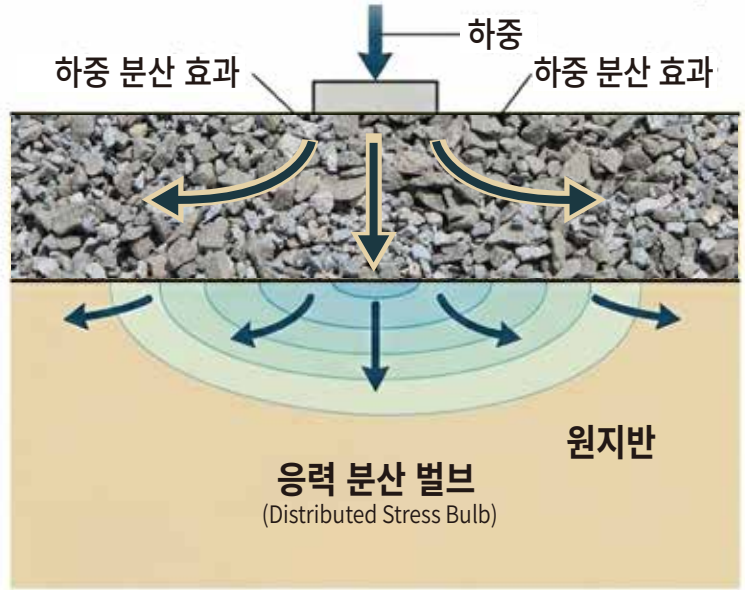 하중
하중 분산 효과
하중 분산 효과
원지반
응력 분산 벌브
(Distributed Stress Bulb)